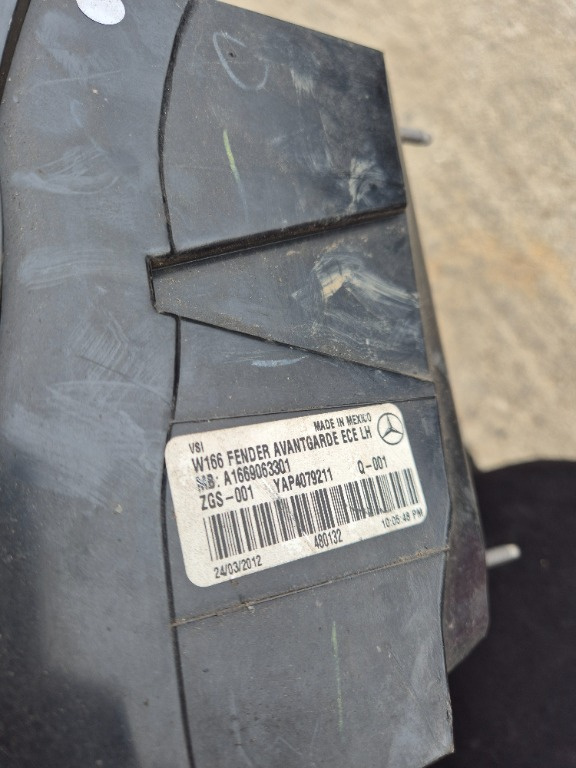 VSI MADE IN MEXICO
W166 FENDER AVANTGARDE ECE LH
MB: A1669063301
ZGS-001 YAP4079211 Q-001
480132
24/03/2012 10:05:48 PM